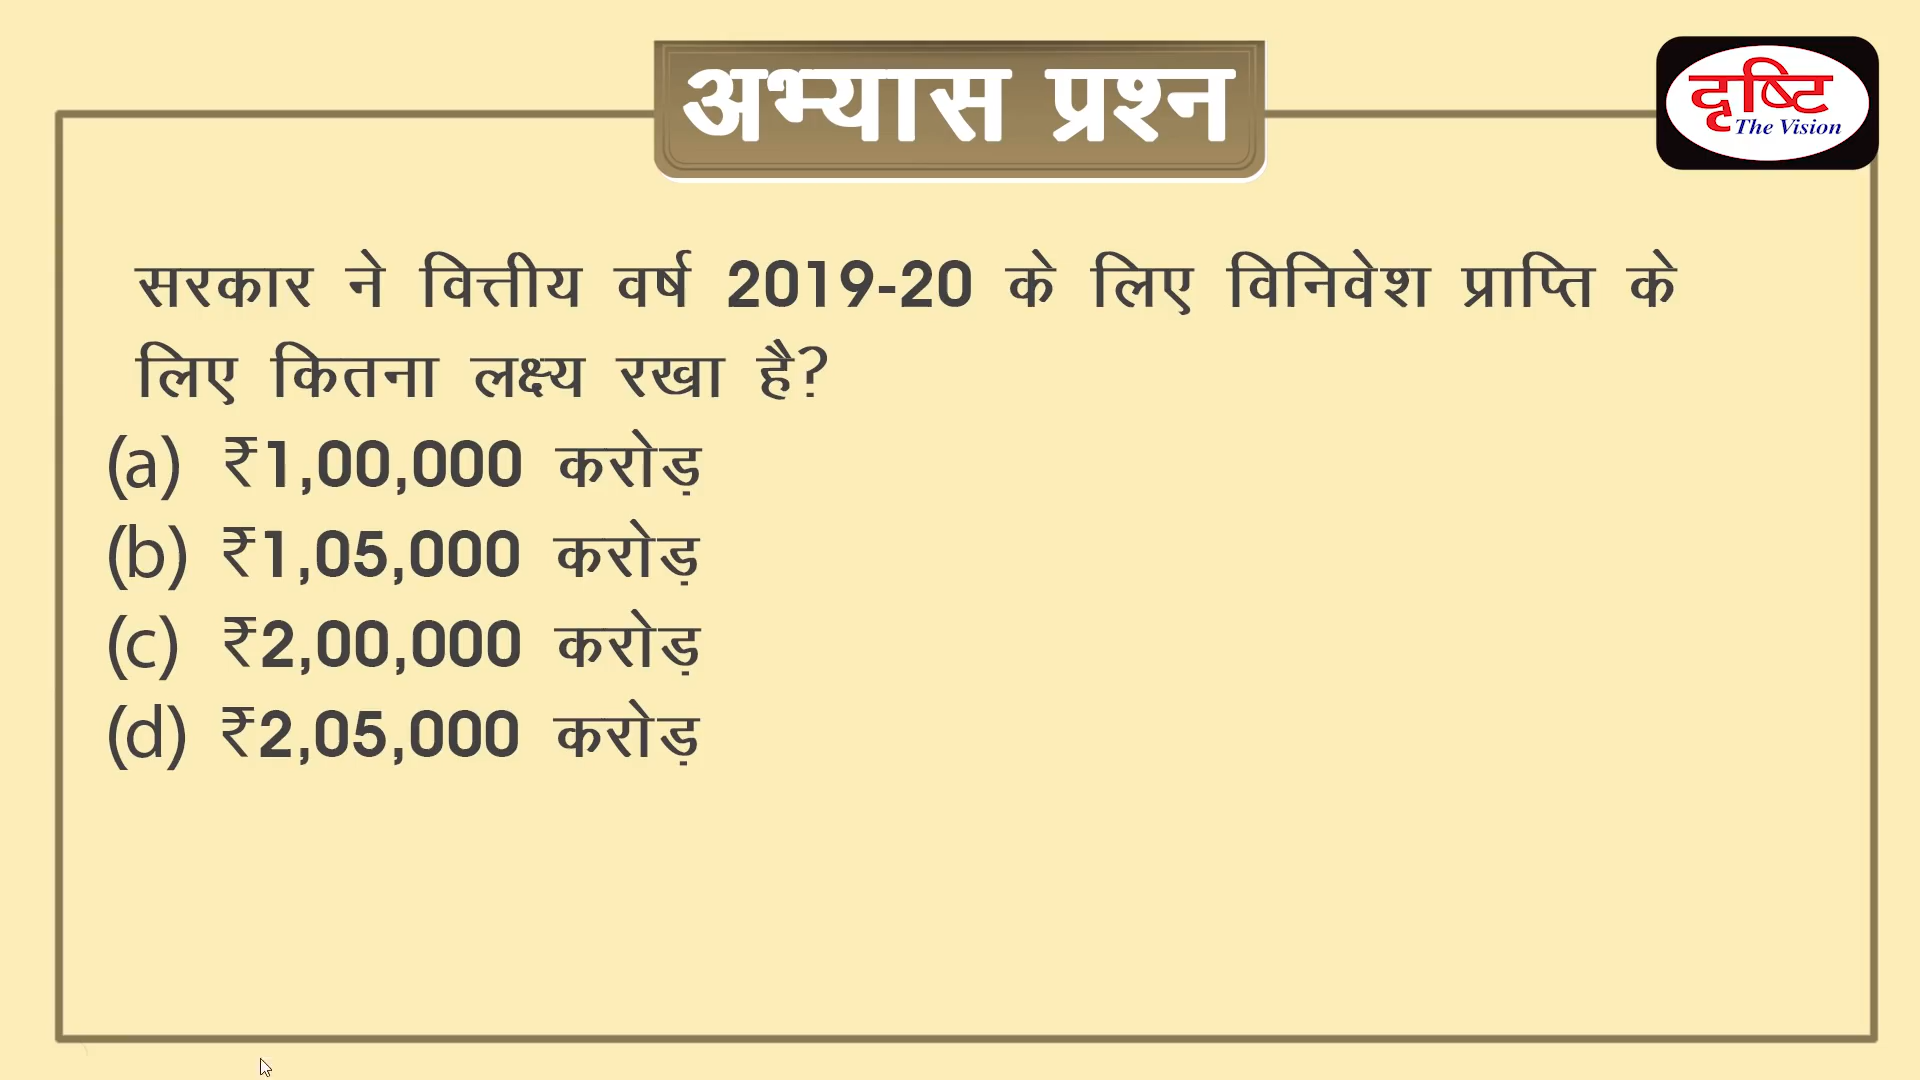 अभ्यास प्रश्न
दृष्टि
The Vision
सरकार ने वित्तीय वर्ष 2019-20 के लिए विनिवेश प्राप्ति के
लिए कितना लक्ष्य रखा है?
(a) ₹1,00,000 करोड़
(b) ₹1,05,000 करोड़
(c) ₹2,00,000 करोड़
(d) ₹2,05,000 करोड़